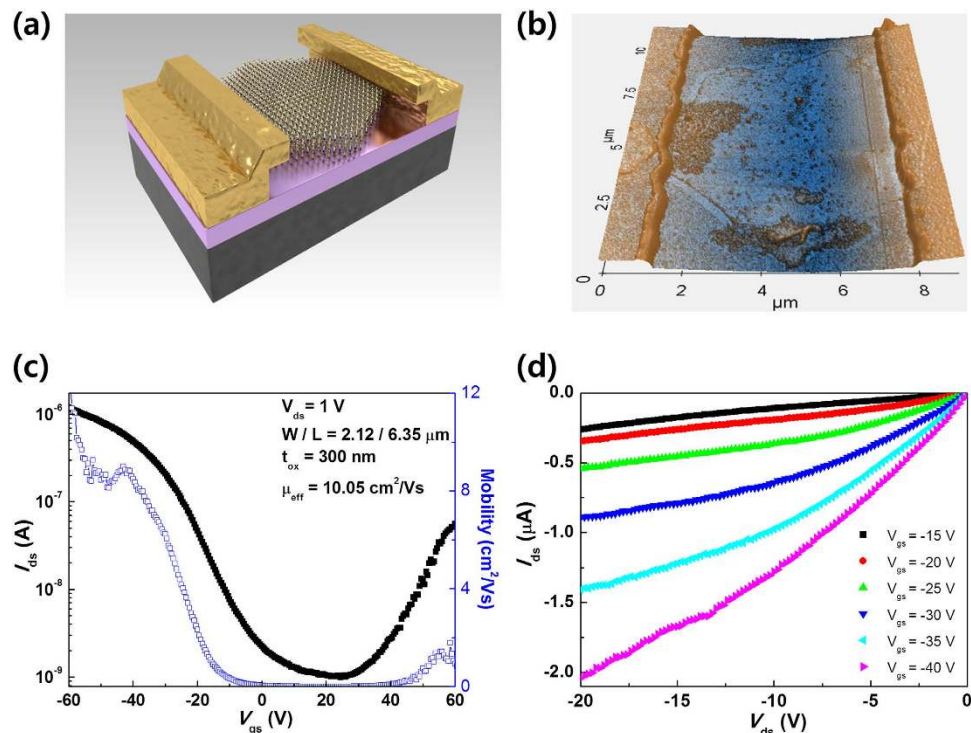 (a)
(b)
10
7.5
5
μm
2.5
0
0
2
4
6
8
μm
(c)
10⁻⁶
10⁻⁷
10⁻⁸
10⁻⁹
I_ds (A)
V_ds = 1 V
W / L = 2.12 / 6.35 μm
t_ox = 300 nm
μ_eff = 10.05 cm²/Vs
12
8
4
0
Mobility (cm²/Vs)
-60 -40 -20 0 20 40 60
V_gs (V)
(d)
0.0
-0.5
-1.0
-1.5
-2.0
I_ds (μA)
V_gs = -15 V
V_gs = -20 V
V_gs = -25 V
V_gs = -30 V
V_gs = -35 V
V_gs = -40 V
-20 -15 -10 -5 0
V_ds (V)